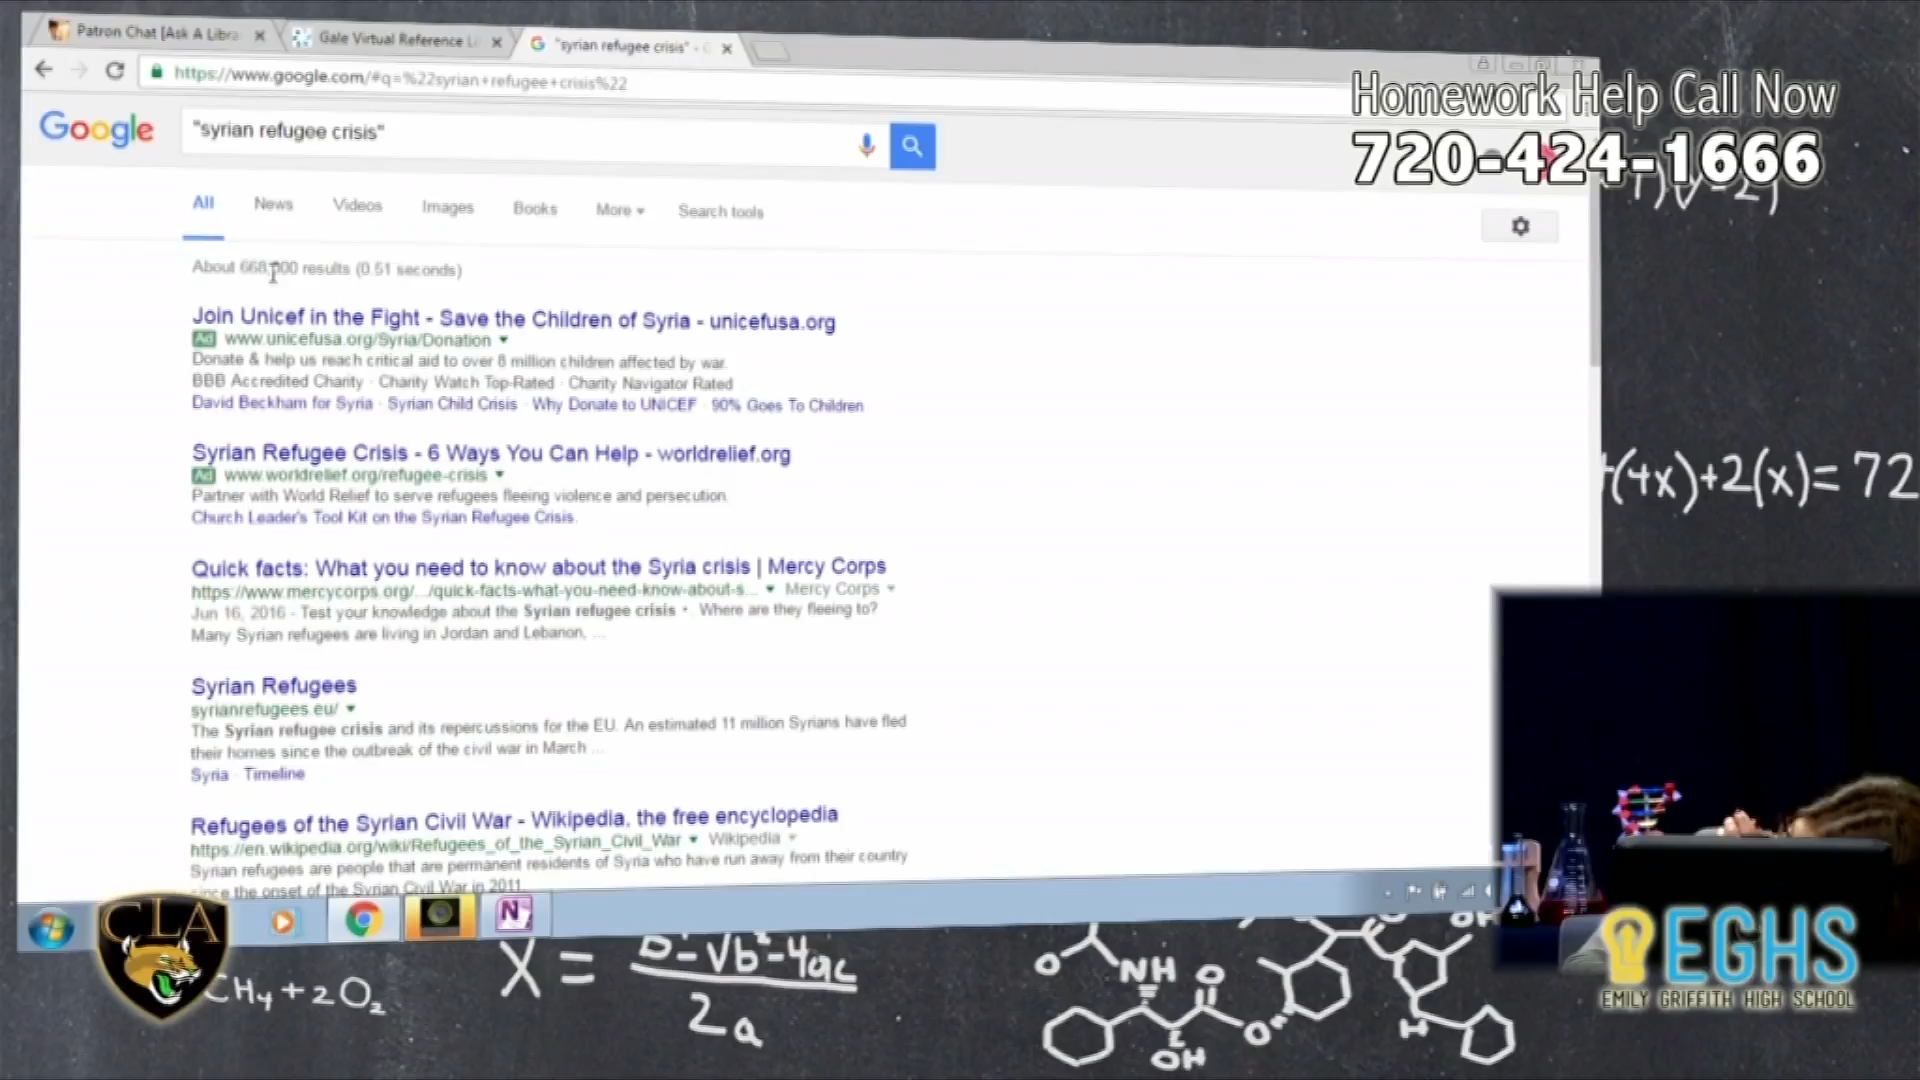 Patron Chat [Ask A Libra
Gale Virtual Reference L
"syrian refugee crisis" - G
https://www.google.com/#q=%22syrian+refugee+crisis%22
Homework Help Call Now
720-424-1666
Google
"syrian refugee crisis"
All News Videos Images Books More Search tools
About 668,000 results (0.51 seconds)
Join Unicef in the Fight - Save the Children of Syria - unicefusa.org
Ad www.unicefusa.org/Syria/Donation
Donate & help us reach critical aid to over 8 million children affected by war.
BBB Accredited Charity · Charity Watch Top-Rated · Charity Navigator Rated
David Beckham for Syria · Syrian Child Crisis · Why Donate to UNICEF · 90% Goes To Children
Syrian Refugee Crisis - 6 Ways You Can Help - worldrelief.org
Ad www.worldrelief.org/refugee-crisis
Partner with World Relief to serve refugees fleeing violence and persecution.
Church Leader's Tool Kit on the Syrian Refugee Crisis.
(4x)+2(x)= 72
Quick facts: What you need to know about the Syria crisis | Mercy Corps
https://www.mercycorps.org/.../quick-facts-what-you-need-know-about-s... Mercy Corps
Jun 16, 2016 - Test your knowledge about the Syrian refugee crisis · Where are they fleeing to?
Many Syrian refugees are living in Jordan and Lebanon, ...
Syrian Refugees
syrianrefugees.eu/
The Syrian refugee crisis and its repercussions for the EU. An estimated 11 million Syrians have fled
their homes since the outbreak of the civil war in March ...
Syria · Timeline
Refugees of the Syrian Civil War - Wikipedia, the free encyclopedia
https://en.wikipedia.org/wiki/Refugees_of_the_Syrian_Civil_War Wikipedia
Syrian refugees are people that are permanent residents of Syria who have run away from their country
since the onset of the Syrian Civil War in 2011.
CLA
CH4+2O2
X = b-√b²-4ac
2a
O NH O
OH O H
OH
EGHS
EMILY GRIFFITH HIGH SCHOOL